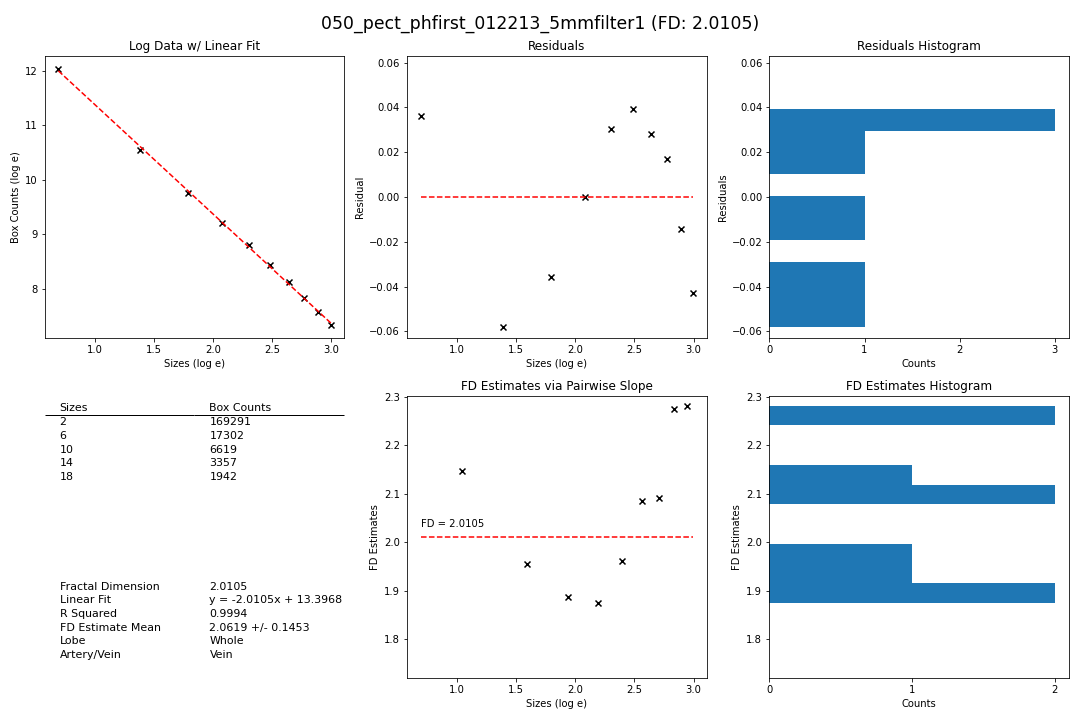 050_pect_phfirst_012213_5mmfilter1 (FD: 2.0105)
Log Data w/ Linear Fit
12
11
10
9
8
Box Counts (log e)
1.0 1.5 2.0 2.5 3.0
Sizes (log e)
Residuals
0.06
0.04
0.02
0.00
−0.02
−0.04
−0.06
Residual
1.0 1.5 2.0 2.5 3.0
Sizes (log e)
Residuals Histogram
0.06
0.04
0.02
0.00
−0.02
−0.04
−0.06
Residuals
0 1 2 3
Counts
Sizes Box Counts
2 169291
6 17302
10 6619
14 3357
18 1942
Fractal Dimension 2.0105
Linear Fit y = -2.0105x + 13.3968
R Squared 0.9994
FD Estimate Mean 2.0619 +/- 0.1453
Lobe Whole
Artery/Vein Vein
FD Estimates via Pairwise Slope
2.3
2.2
2.1
2.0
1.9
1.8
FD Estimates
FD = 2.0105
1.0 1.5 2.0 2.5 3.0
Sizes (log e)
FD Estimates Histogram
2.3
2.2
2.1
2.0
1.9
1.8
FD Estimates
0 1 2
Counts